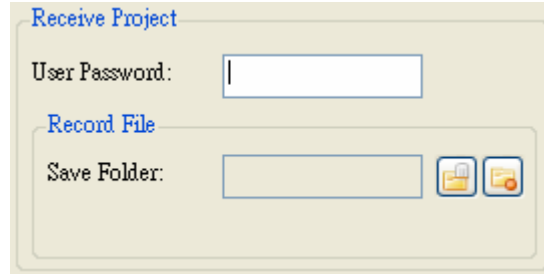 Receive Project
User Password:
Record File
Save Folder: